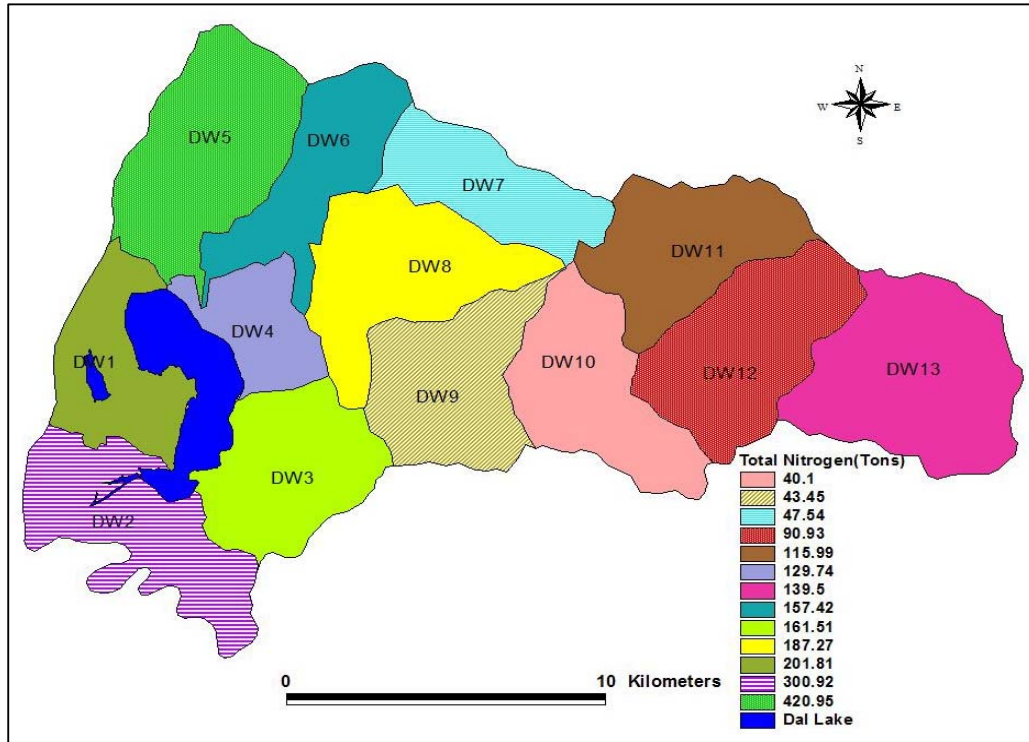 N
W E
S
DW5
DW6
DW7
DW11
DW8
DW4
DW1
DW10
DW12
DW13
DW9
DW3
DW2
Total Nitrogen(Tons)
40.1
43.45
47.54
90.93
115.99
129.74
139.5
157.42
161.51
187.27
201.81
300.92
420.95
Dal Lake
0 10 Kilometers